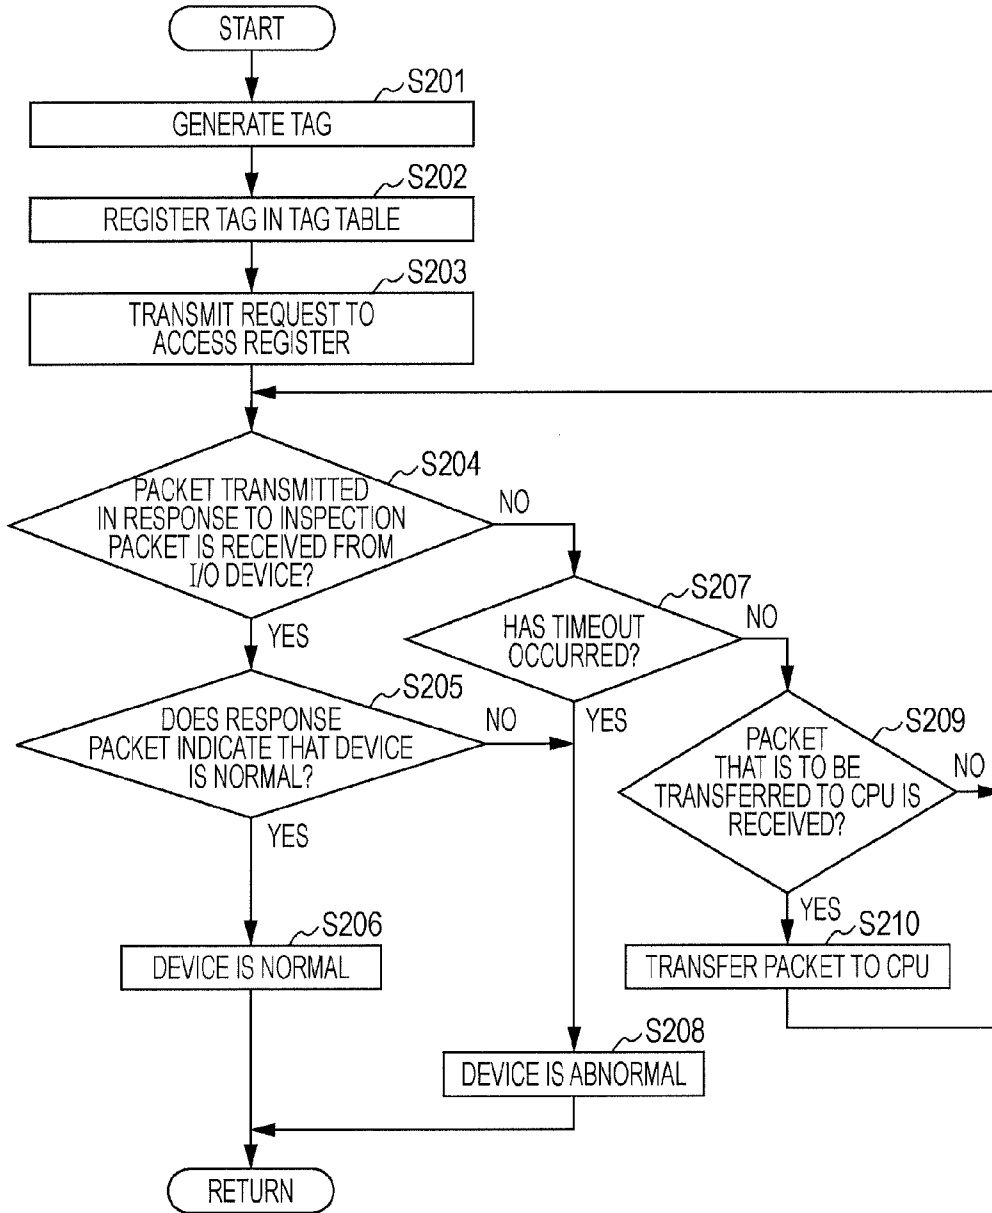 START
S201
GENERATE TAG
S202
REGISTER TAG IN TAG TABLE
S203
TRANSMIT REQUEST TO
ACCESS REGISTER
S204
PACKET TRANSMITTED
IN RESPONSE TO INSPECTION
PACKET IS RECEIVED FROM
I/O DEVICE?
NO
YES
S207
HAS TIMEOUT
OCCURRED?
NO
YES
S205
DOES RESPONSE
PACKET INDICATE THAT DEVICE
IS NORMAL?
NO
YES
S209
PACKET
THAT IS TO BE
TRANSFERRED TO CPU IS
RECEIVED?
NO
YES
S206
DEVICE IS NORMAL
S210
TRANSFER PACKET TO CPU
S208
DEVICE IS ABNORMAL
RETURN